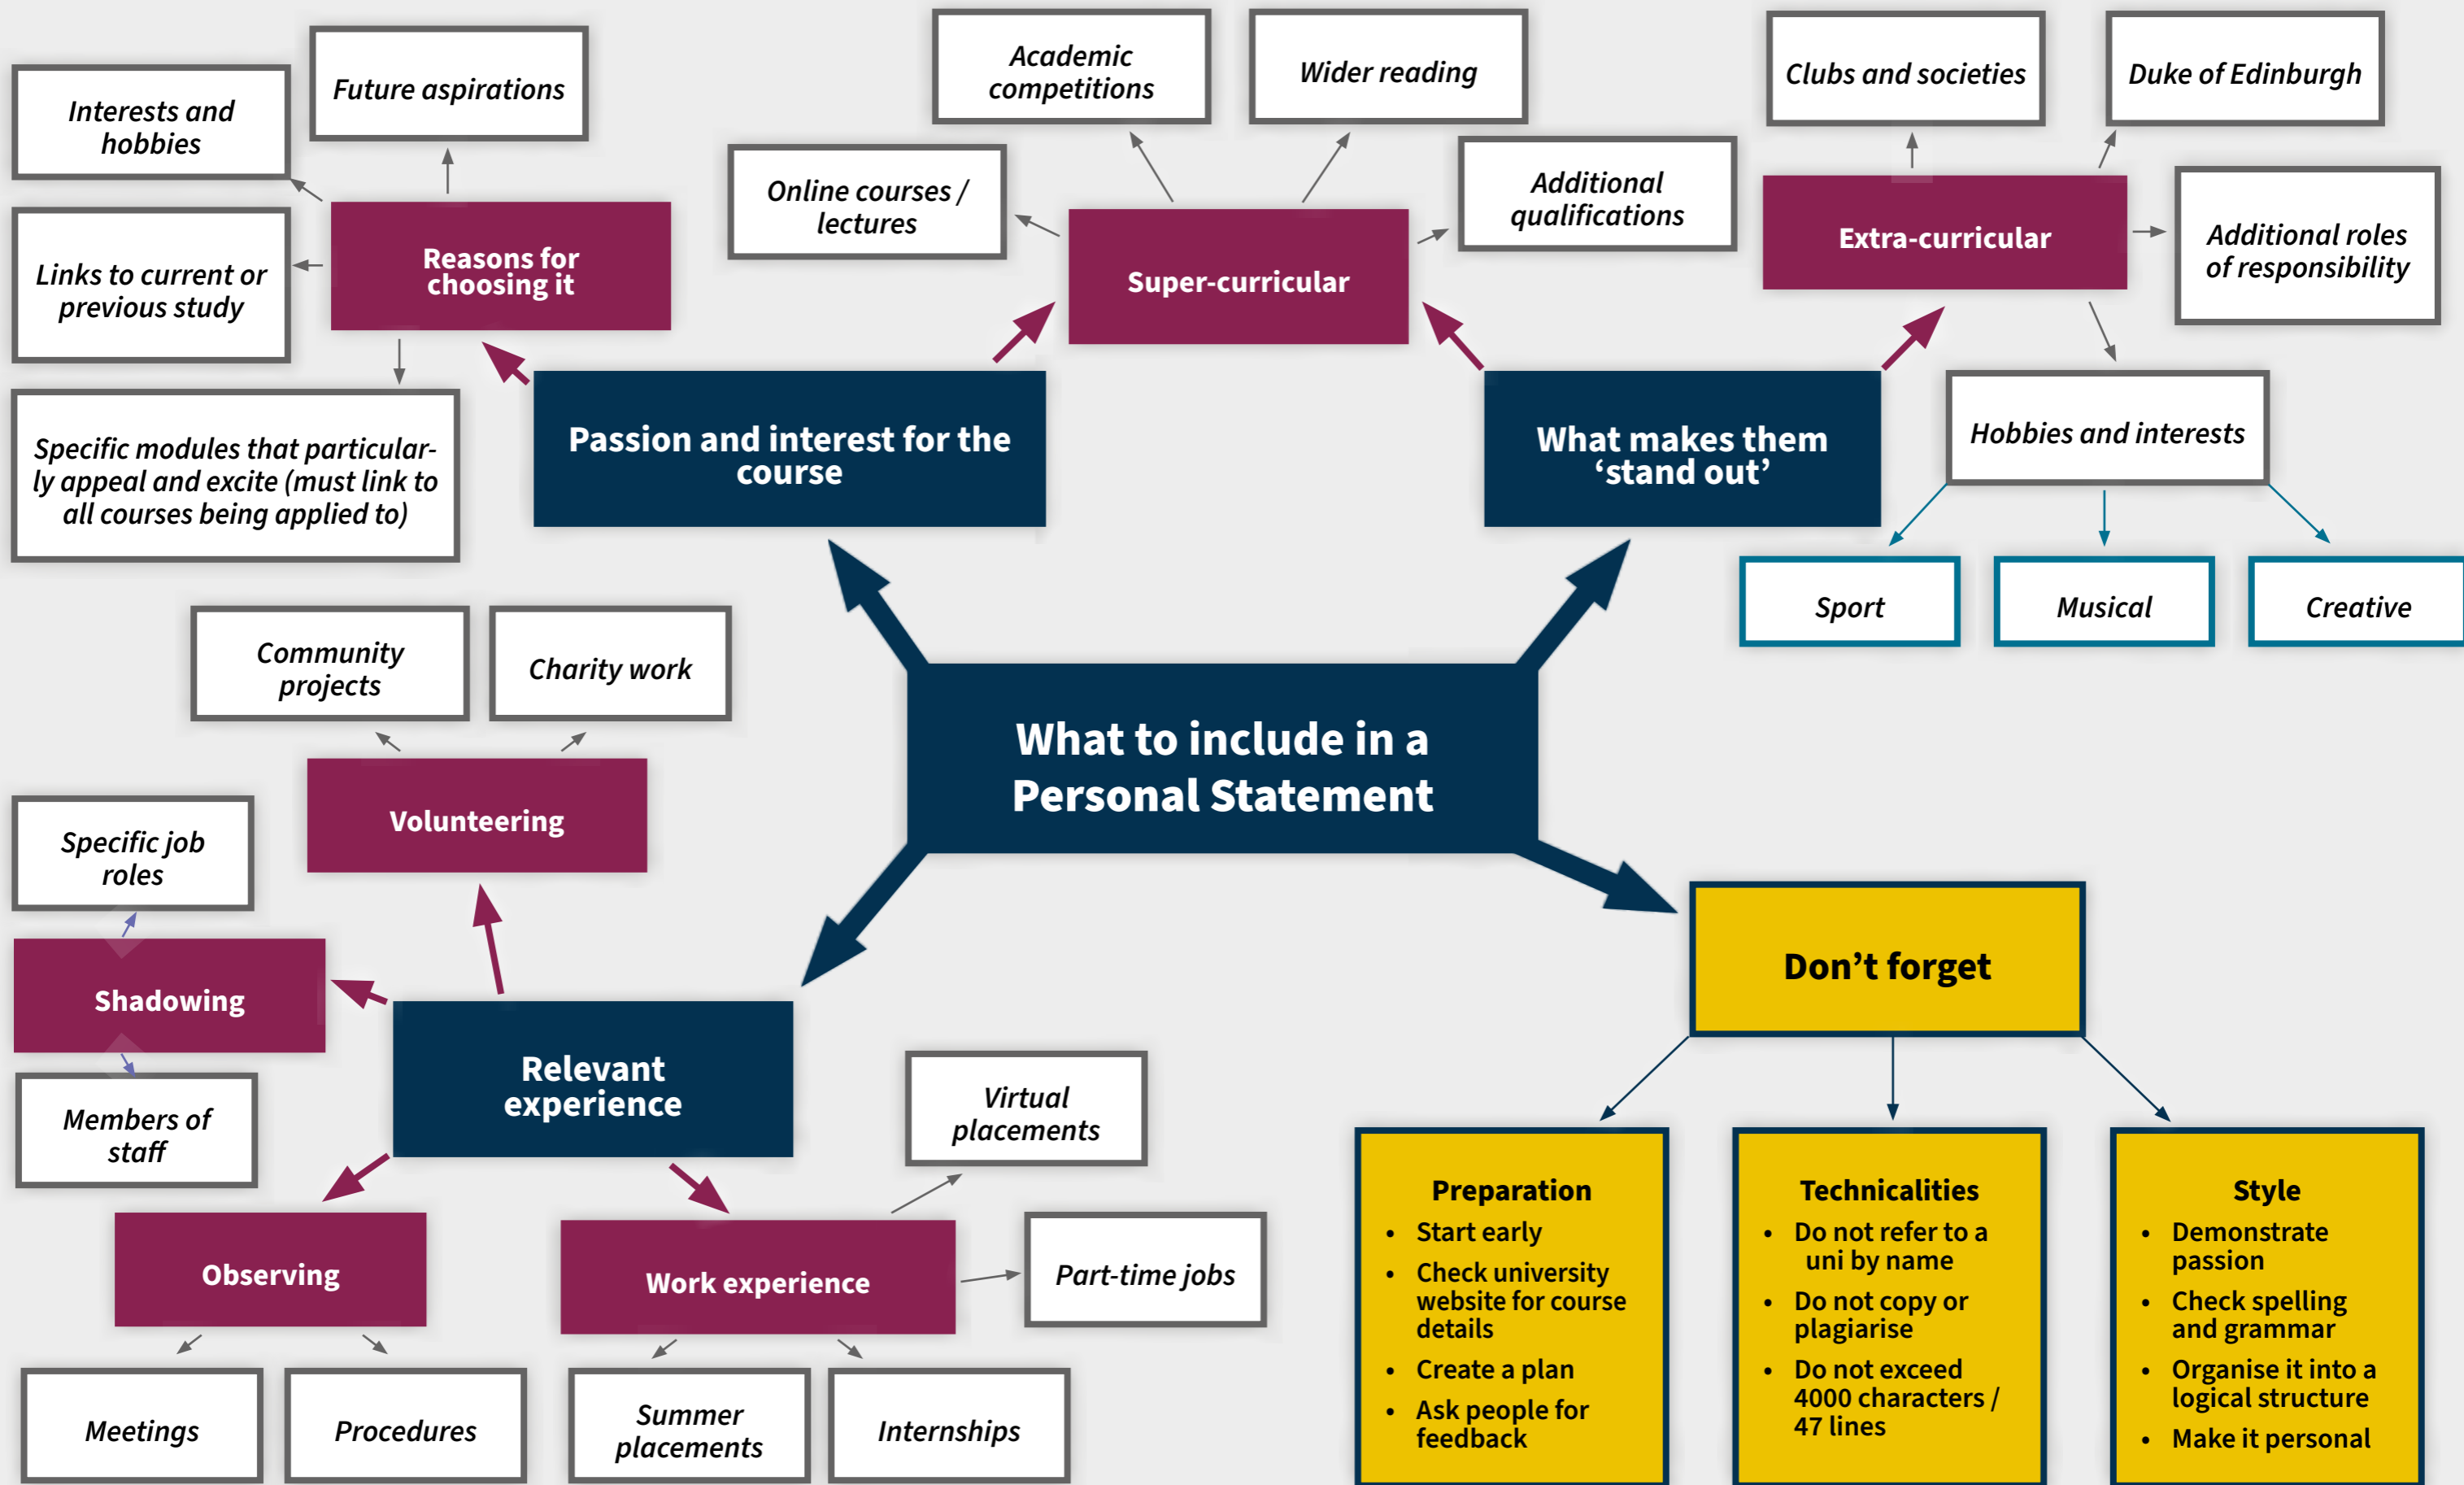 Interests and
hobbies
Future aspirations
Links to current or
previous study
Reasons for
choosing it
Specific modules that particular-
ly appeal and excite (must link to
all courses being applied to)
Passion and interest for the
course
Academic
competitions
Wider reading
Online courses /
lectures
Additional
qualifications
Super-curricular
Clubs and societies
Duke of Edinburgh
Extra-curricular
Additional roles
of responsibility
What makes them
‘stand out’
Hobbies and interests
Sport
Musical
Creative
What to include in a
Personal Statement
Community
projects
Charity work
Volunteering
Specific job
roles
Shadowing
Members of
staff
Relevant
experience
Observing
Meetings
Procedures
Work experience
Virtual
placements
Part-time jobs
Summer
placements
Internships
Don’t forget
Preparation
• Start early
• Check university
website for course
details
• Create a plan
• Ask people for
feedback
Technicalities
• Do not refer to a
uni by name
• Do not copy or
plagiarise
• Do not exceed
4000 characters /
47 lines
Style
• Demonstrate
passion
• Check spelling
and grammar
• Organise it into a
logical structure
• Make it personal